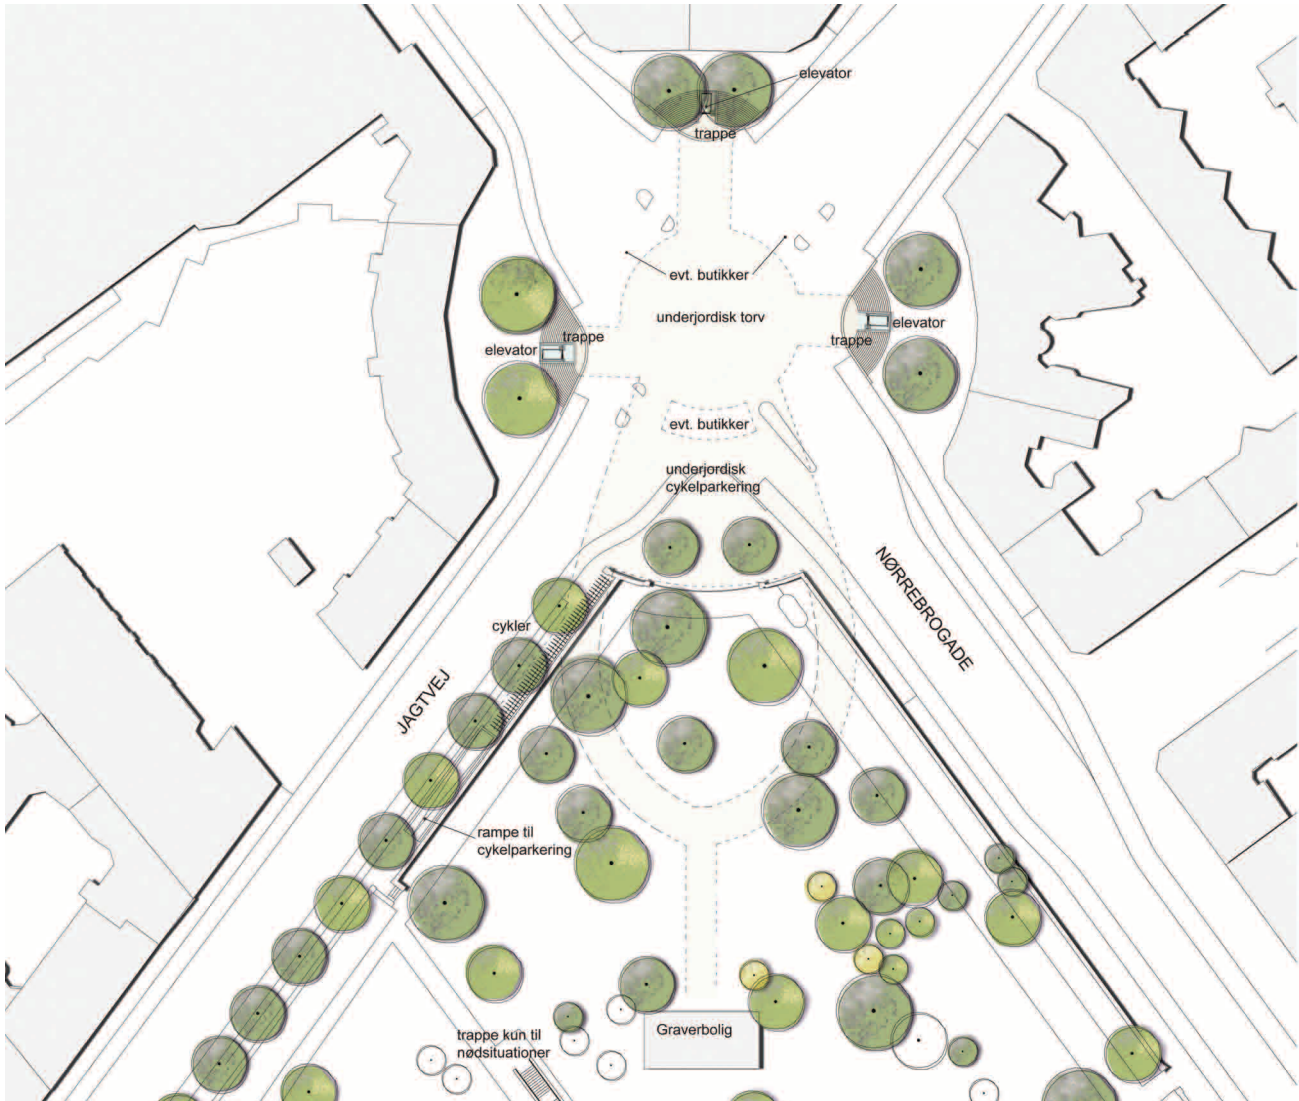 elevator
trappe
evt. butikker
underjordisk torv
elevator
trappe
trappe
elevator
evt. butikker
underjordisk
cykelparkering
NØRREBROGADE
cykler
JAGTVEJ
rampe til
cykelparkering
Graverbolig
trappe kun til
nødsituationer